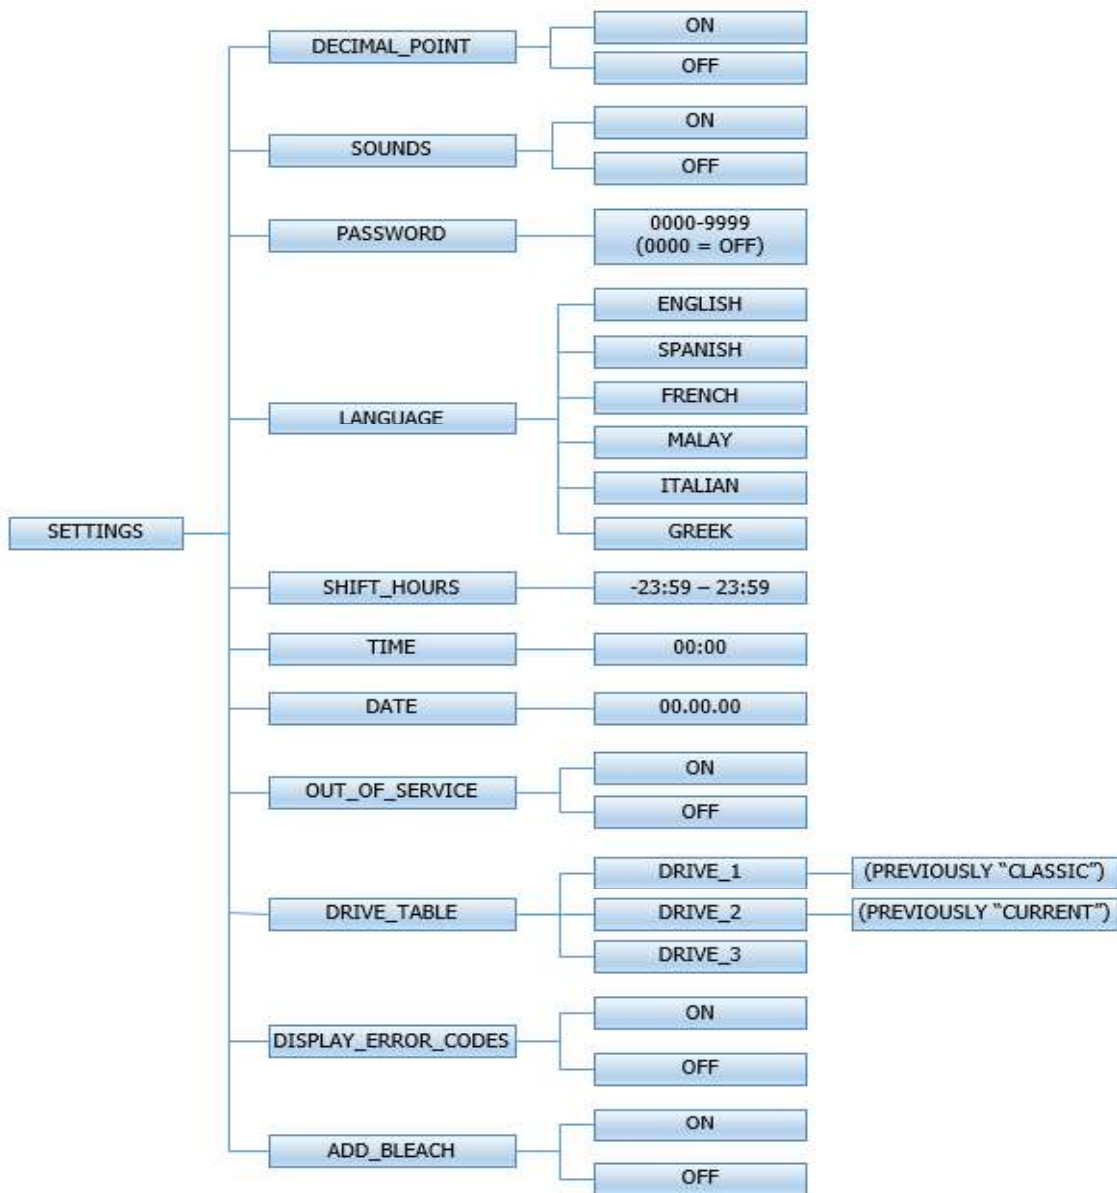 SETTINGS
DECIMAL_POINT
ON
OFF
SOUNDS
ON
OFF
PASSWORD
0000-9999
(0000 = OFF)
LANGUAGE
ENGLISH
SPANISH
FRENCH
MALAY
ITALIAN
GREEK
SHIFT_HOURS
-23:59 – 23:59
TIME
00:00
DATE
00.00.00
OUT_OF_SERVICE
ON
OFF
DRIVE_TABLE
DRIVE_1
(PREVIOUSLY “CLASSIC”)
DRIVE_2
(PREVIOUSLY “CURRENT”)
DRIVE_3
DISPLAY_ERROR_CODES
ON
OFF
ADD_BLEACH
ON
OFF